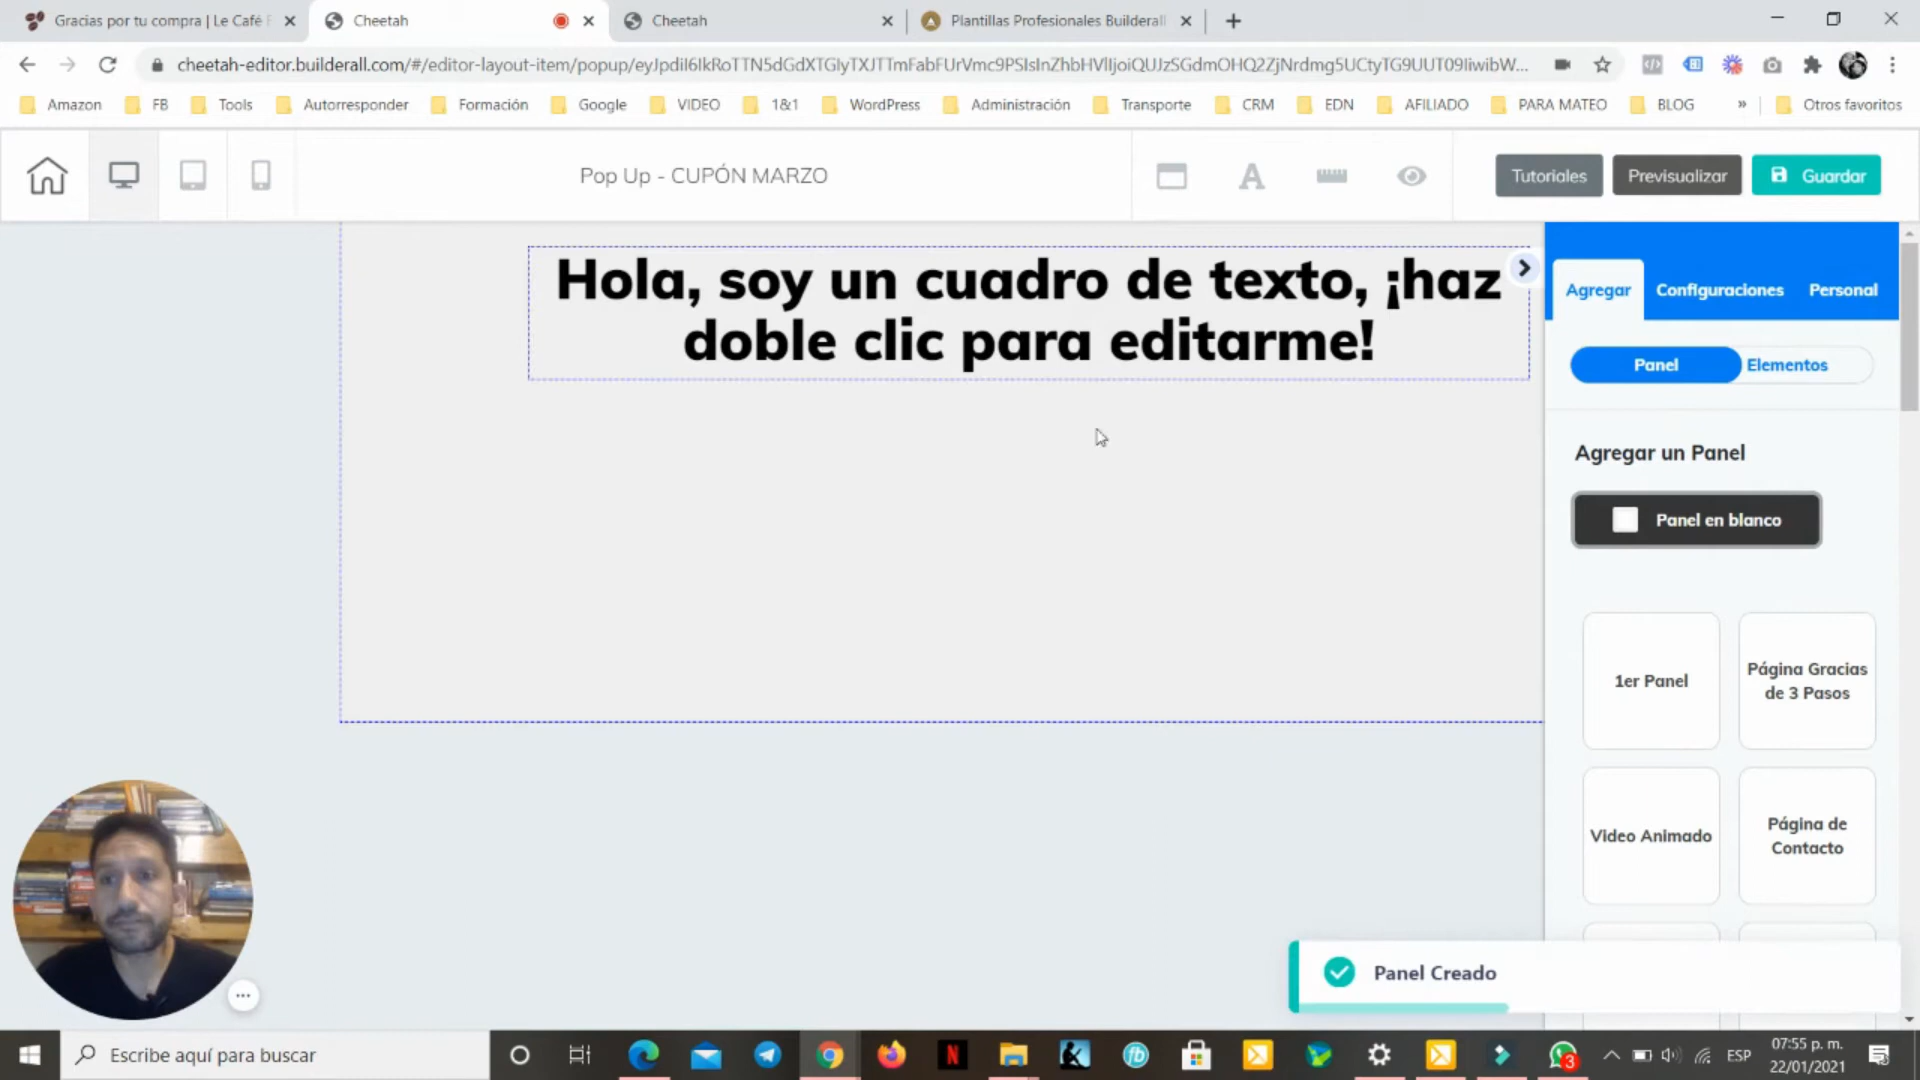 Gracias por tu compra | Le Café F
Cheetah
Cheetah
Plantillas Profesionales Builderall
cheetah-editor.builderall.com/#/editor-layout-item/popup/
Amazon
FB
Tools
Autorresponder
Formación
Google
VIDEO
1&1
WordPress
Administración
Transporte
CRM
EDN
AFILIADO
PARA MATEO
BLOG
»
Otros favoritos
Pop Up - CUPÓN MARZO
A
Tutoriales
Previsualizar
Guardar
Hola, soy un cuadro de texto, ¡haz
doble clic para editarme!
Agregar
Configuraciones
Personal
Panel
Elementos
Agregar un Panel
Panel en blanco
1er Panel
Página Gracias
de 3 Pasos
Video Animado
Página de
Contacto
Panel Creado
Escribe aquí para buscar
N
3
ESP
07:55 p. m.
22/01/2021